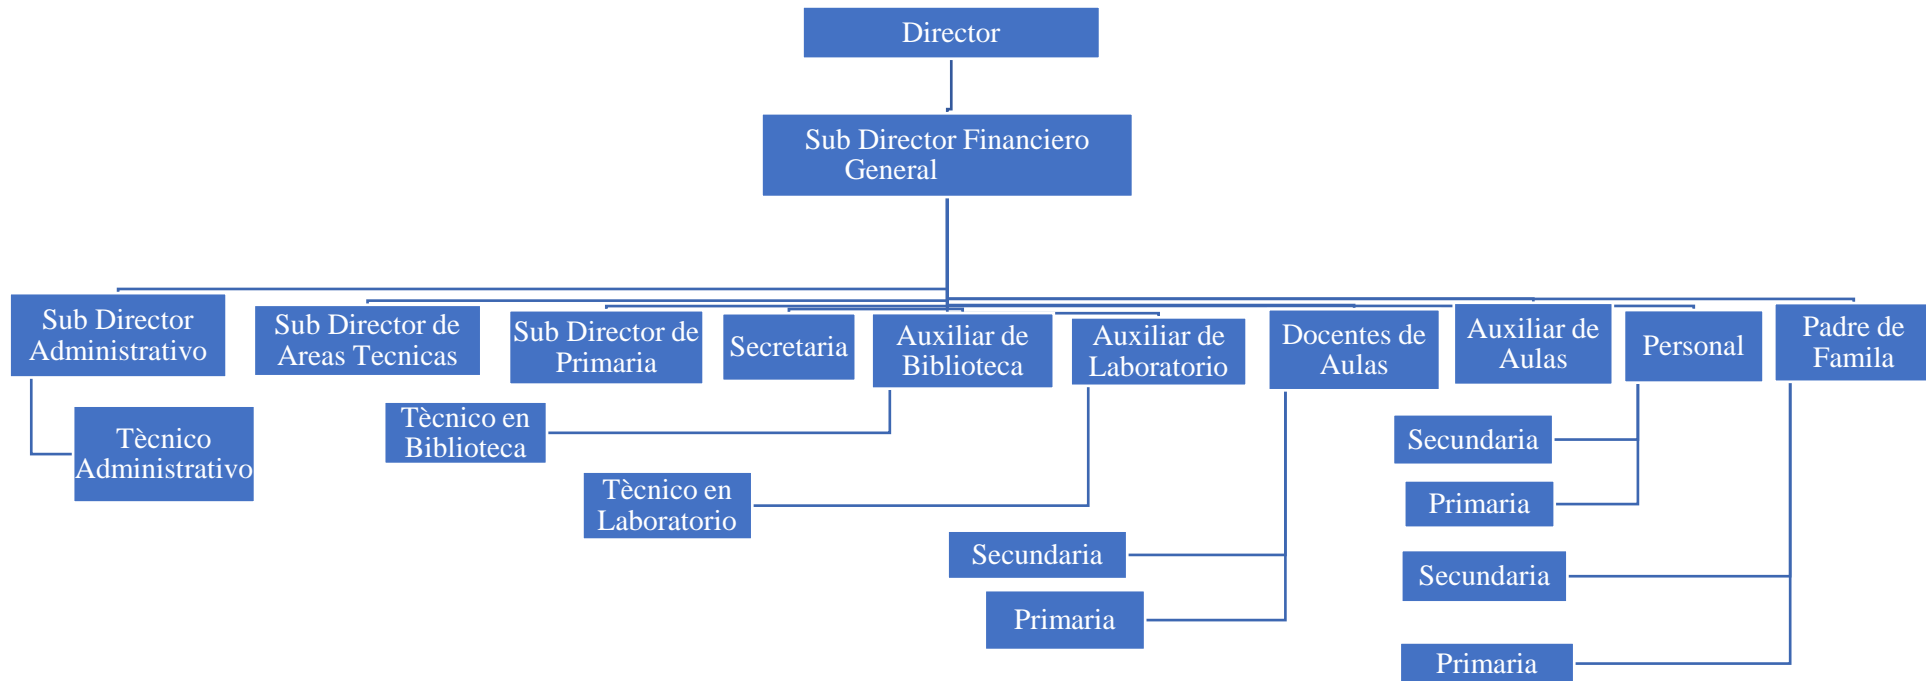 Director
Sub Director Financiero
General
Sub Director
Administrativo
Sub Director de
Areas Tecnicas
Sub Director de
Primaria
Secretaria
Auxiliar de
Biblioteca
Auxiliar de
Laboratorio
Docentes de
Aulas
Auxiliar de
Aulas
Personal
Padre de
Famila
Tècnico
Administrativo
Tècnico en
Biblioteca
Tècnico en
Laboratorio
Secundaria
Primaria
Secundaria
Primaria
Secundaria
Primaria